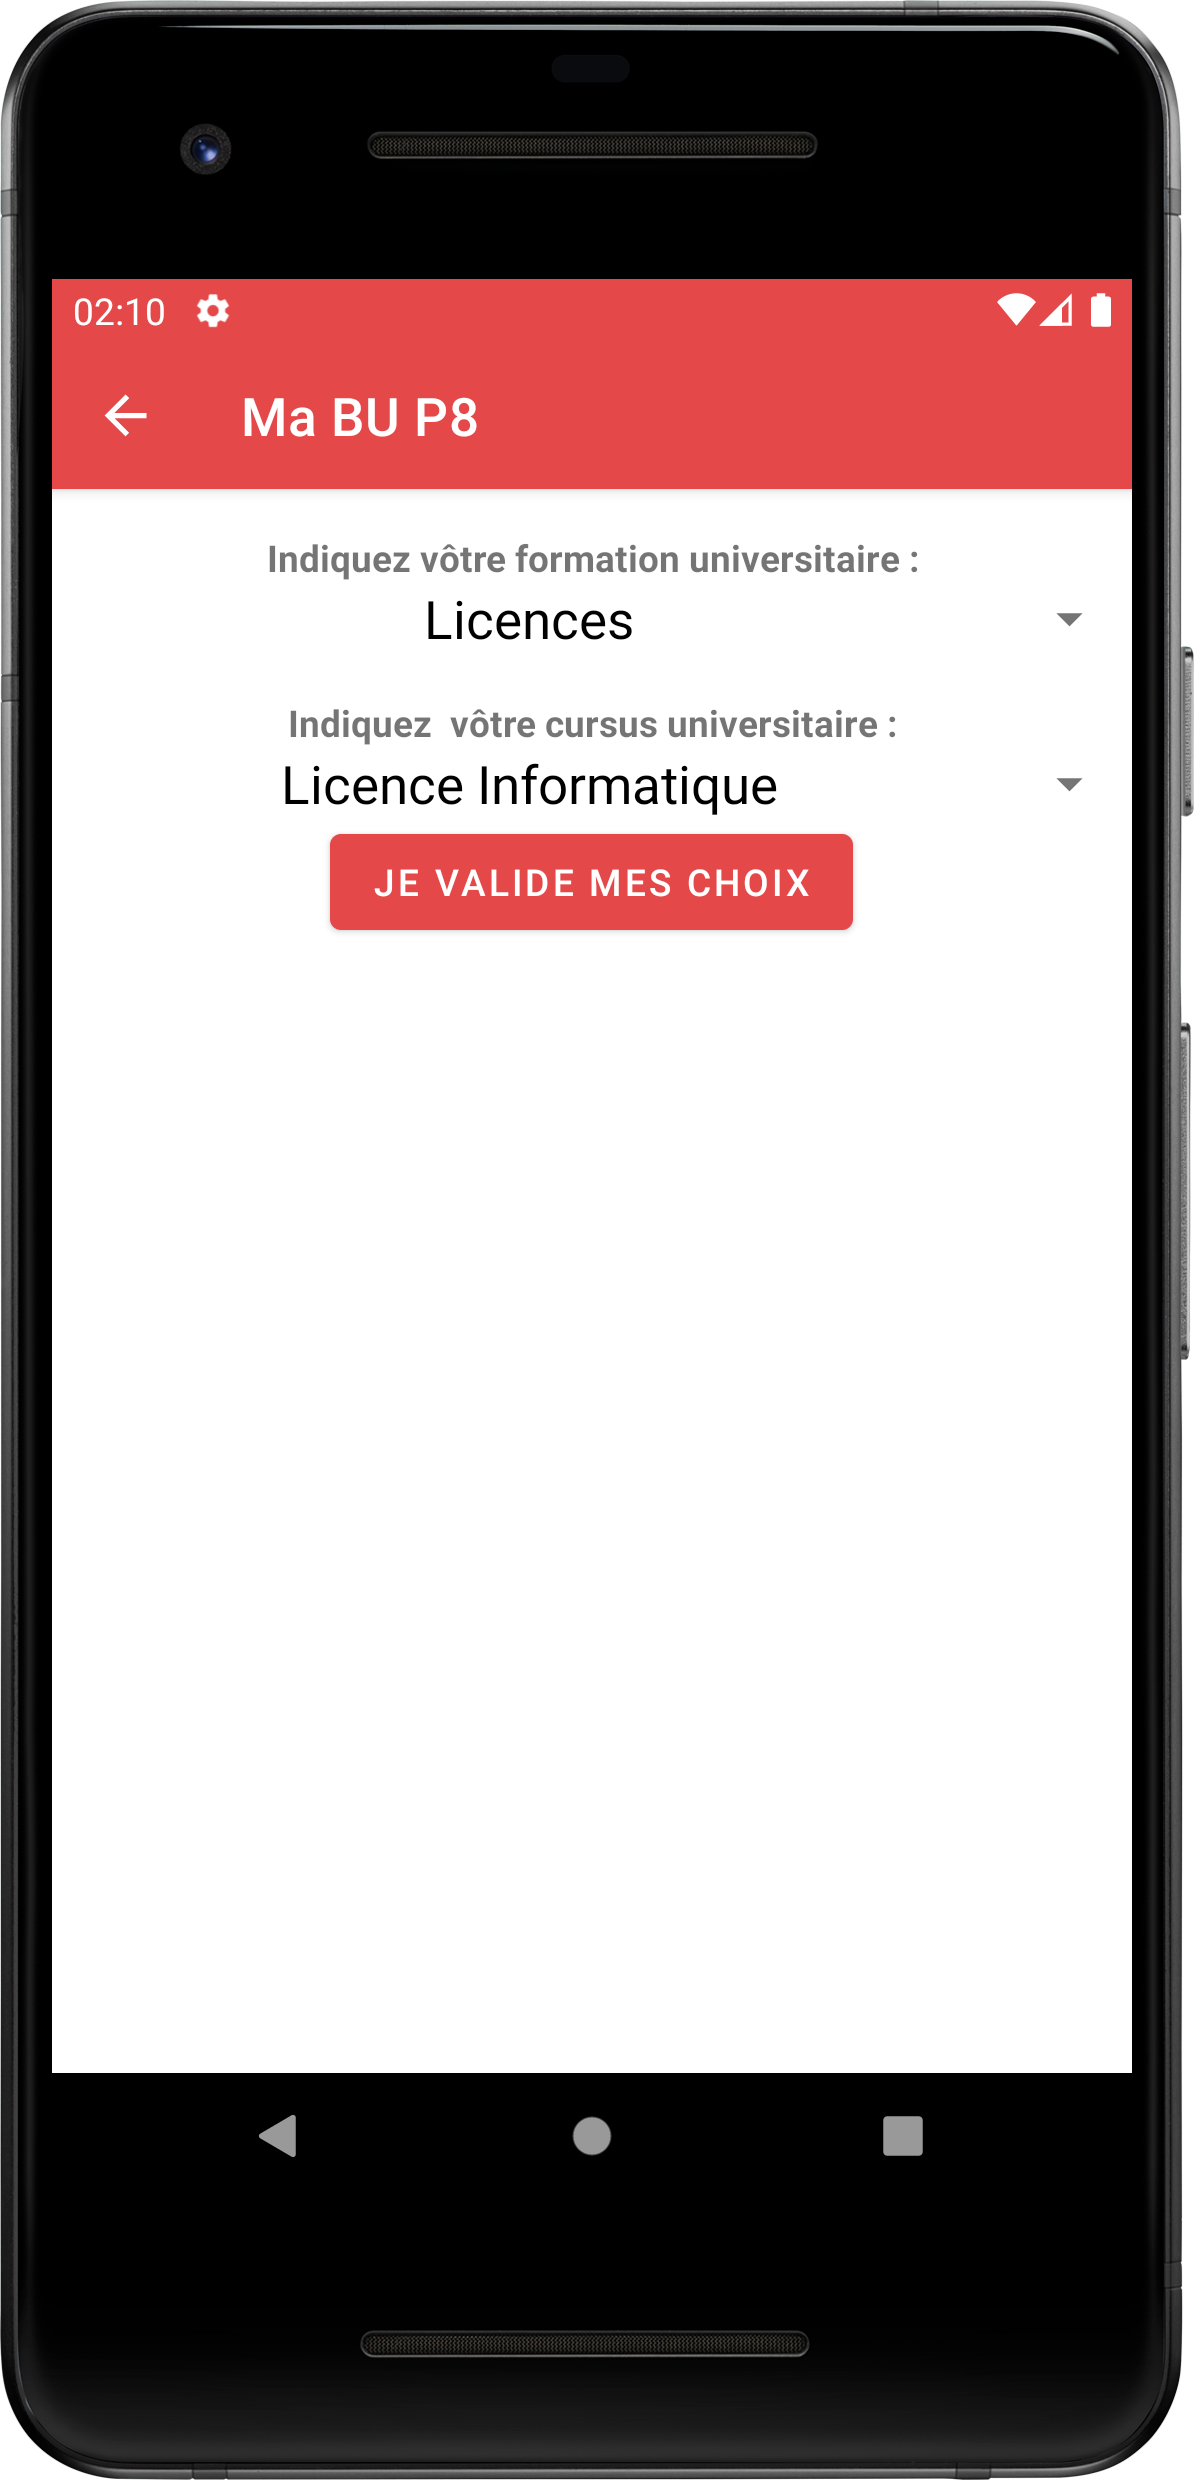 02:10
Ma BU P8
Indiquez vôtre formation universitaire :
Licences
Indiquez  vôtre cursus universitaire :
Licence Informatique
JE VALIDE MES CHOIX